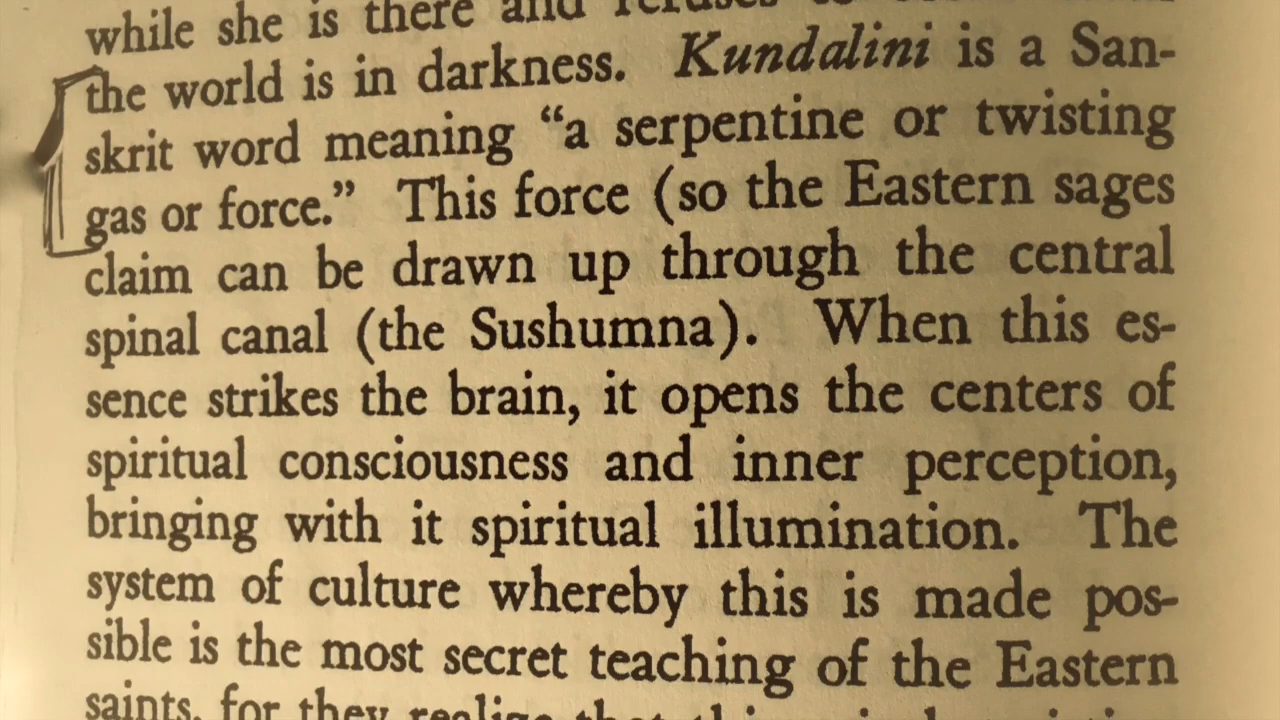 while she is there and refuses
the world is in darkness. Kundalini is a San-
skrit word meaning “a serpentine or twisting
gas or force.” This force (so the Eastern sages
claim can be drawn up through the central
spinal canal (the Sushumna). When this es-
sence strikes the brain, it opens the centers of
spiritual consciousness and inner perception,
bringing with it spiritual illumination. The
system of culture whereby this is made pos-
sible is the most secret teaching of the Eastern
saints, for they realize that this